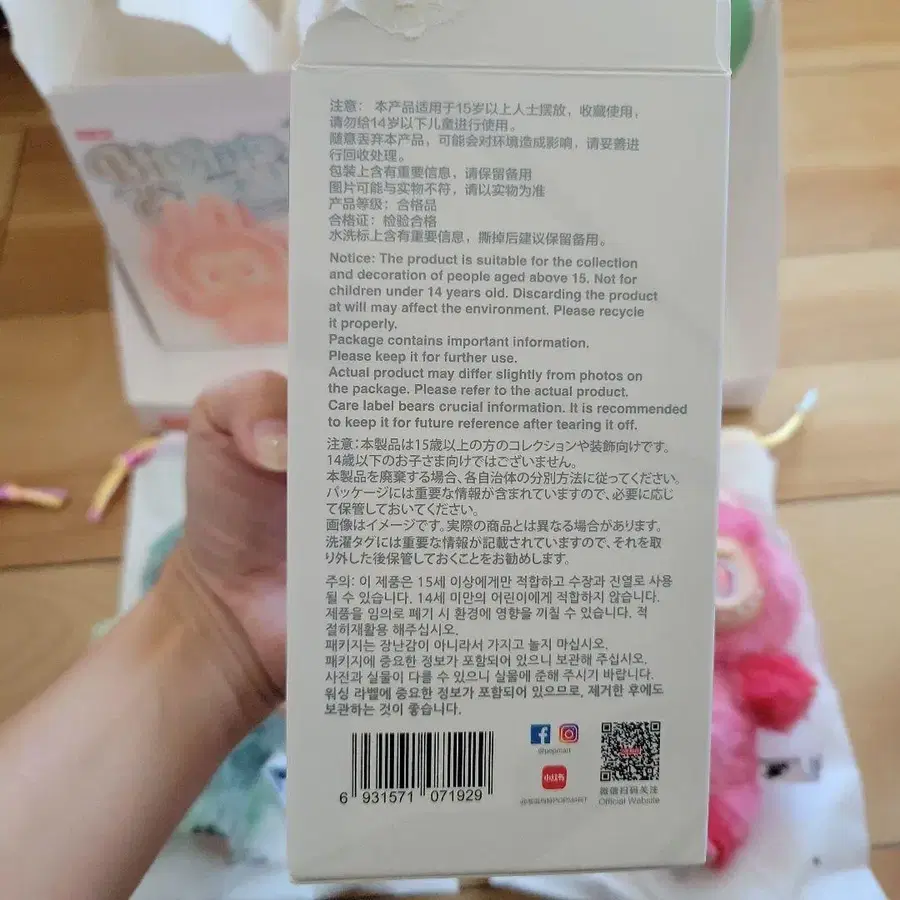 注意： 本产品适用于15岁以上人士摆放，收藏使用，
请勿给14岁以下儿童进行使用。
随意丢弃本产品，可能会对环境造成影响，请妥善进
行回收处理。
包装上含有重要信息，请保留备用
图片可能与实物不符，请以实物为准
产品等级：合格品
合格证：检验合格
水洗标上含有重要信息，撕掉后建议保留备用。
Notice: The product is suitable for the collection
and decoration of people aged above 15. Not for
children under 14 years old. Discarding the product
at will may affect the environment. Please recycle
it properly.
Package contains important information.
Please keep it for further use.
Actual product may differ slightly from photos on
the package. Please refer to the actual product.
Care label bears crucial information. It is recommended
to keep it for future reference after tearing it off.
注意：本製品は15歳以上の方のコレクションや装飾向けです。
14歳以下のお子さま向けではございません。
本製品を廃棄する場合、各自治体の分別方法に従ってください。
パッケージには重要な情報が含まれていますので、必要に応じ
て保管しておいてください。
画像はイメージです。実際の商品とは異なる場合があります。
洗濯タグには重要な情報が記載されていますので、それを取
り外した後保管しておくことをお勧めします。
주의: 이 제품은 15세 이상에게만 적합하고 수장과 진열로 사용
될 수 있습니다. 14세 미만의 어린이에게 적합하지 않습니다.
제품을 임의로 폐기 시 환경에 영향을 끼칠 수 있습니다. 적
절히재활용 해주십시오.
패키지는 장난감이 아니라서 가지고 놀지 마십시오.
패키지에 중요한 정보가 포함되어 있으니 보관해 주십시오.
사진과 실물이 다를 수 있으니 실물에 준해 주시기 바랍니다.
워싱 라벨에 중요한 정보가 포함되어 있으므로, 제거한 후에도
보관하는 것이 좋습니다.
@popmart
小红书
微信扫码关注
Official Website
6 931571 071929